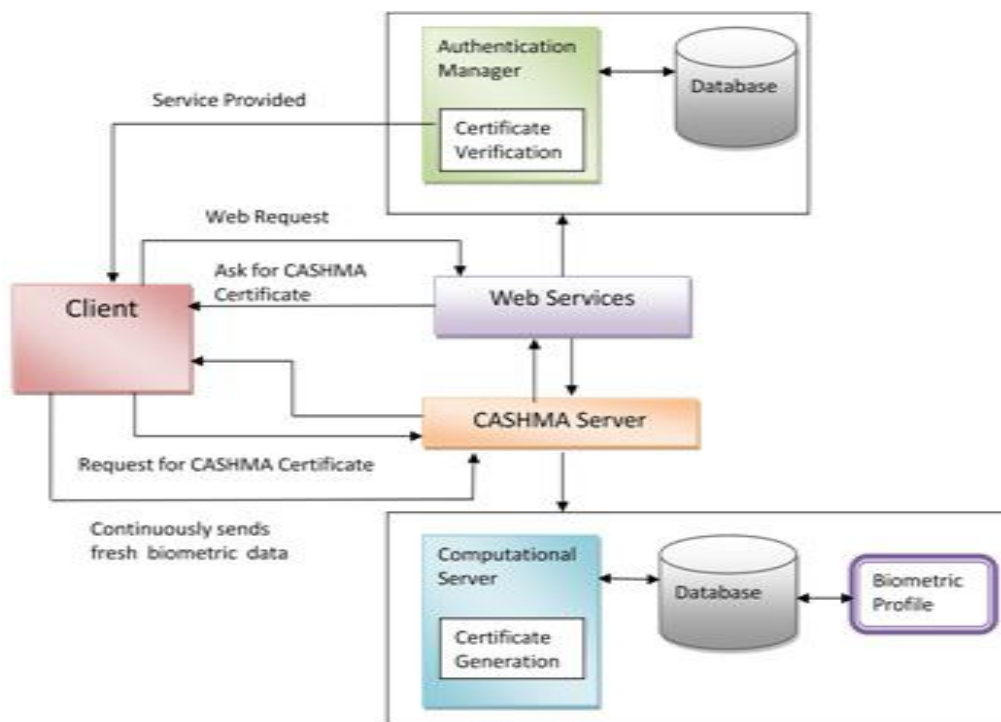 Authentication
Manager
Database
Certificate
Verification
Service Provided
Web Request
Ask for CASHMA
Certificate
Client
Web Services
CASHMA Server
Request for CASHMA Certificate
Continuously sends
fresh biometric data
Computational
Server
Database
Biometric
Profile
Certificate
Generation